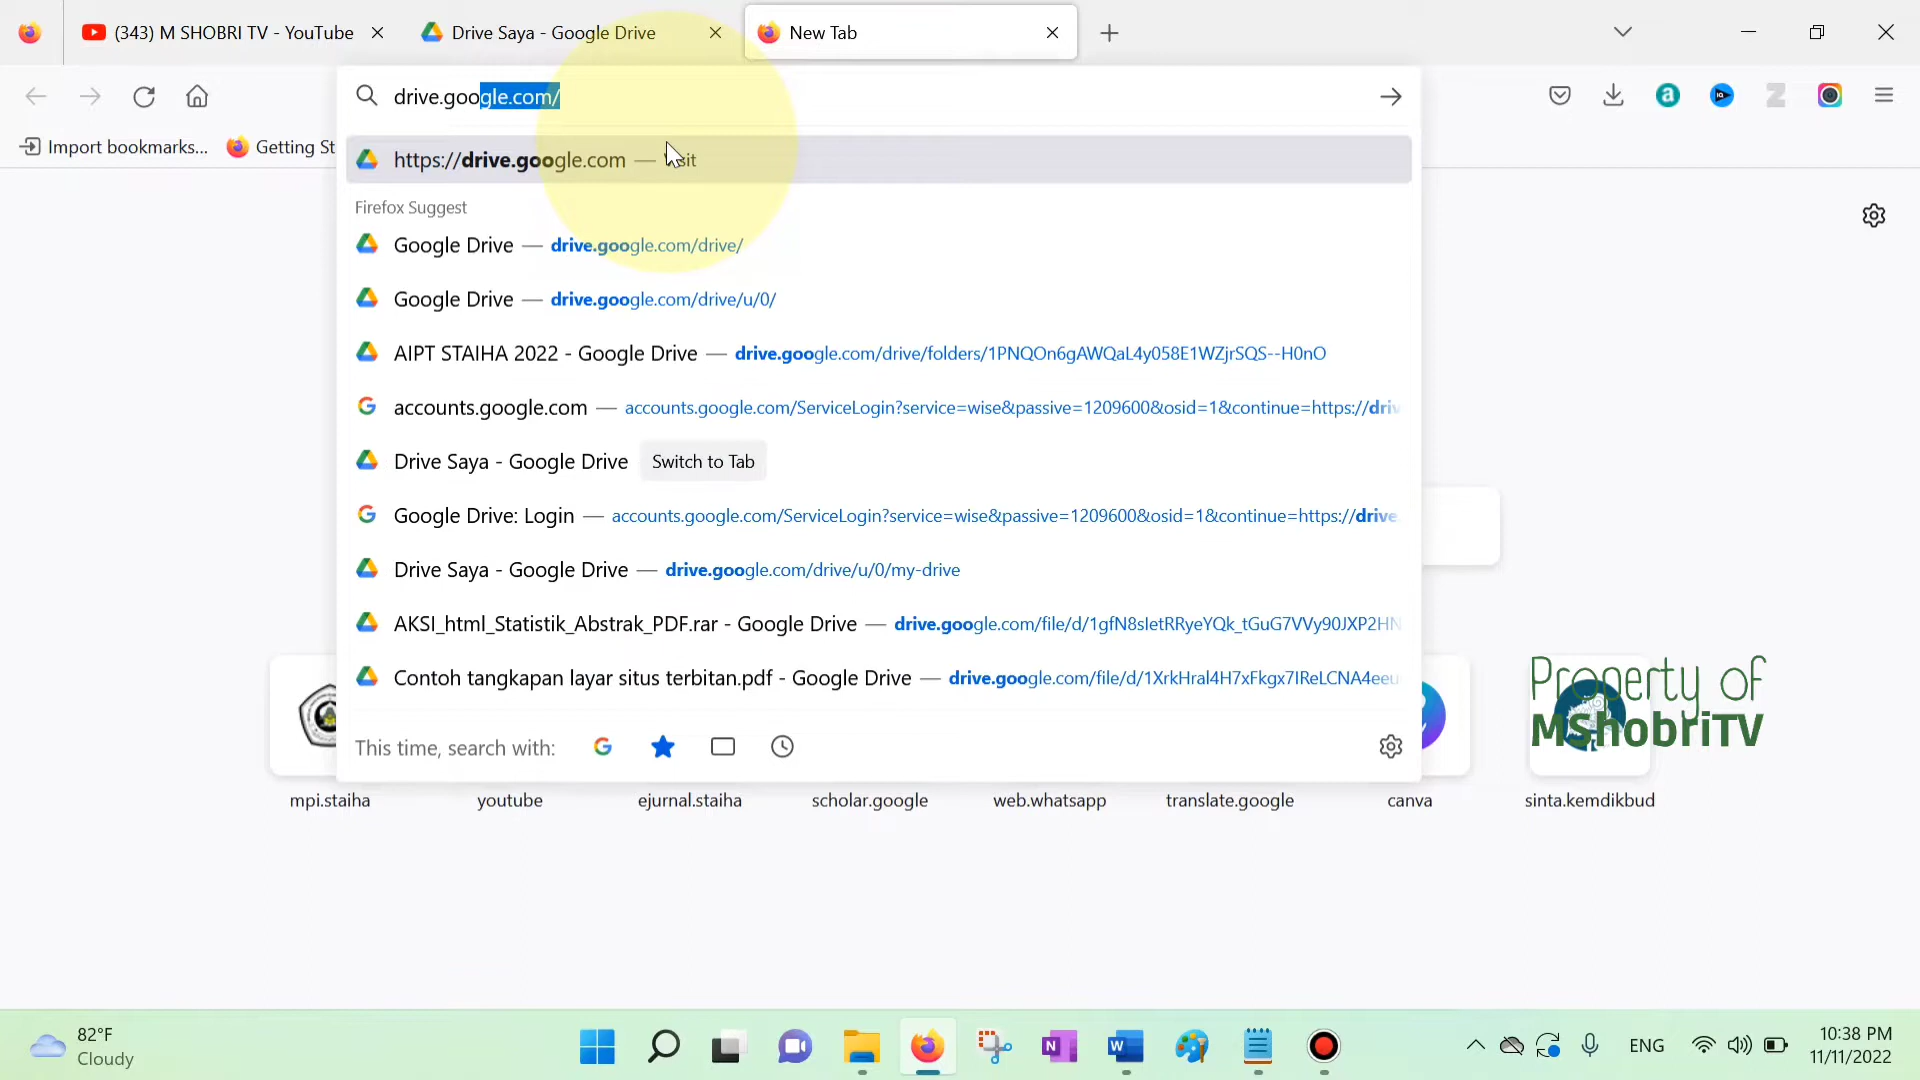 (343) M SHOBRI TV - YouTube
Drive Saya - Google Drive
New Tab
drive.google.com/
Import bookmarks...
Getting St
https://drive.google.com — Visit
Firefox Suggest
Google Drive — drive.google.com/drive/
Google Drive — drive.google.com/drive/u/0/
AIPT STAIHA 2022 - Google Drive — drive.google.com/drive/folders/1PNQOn6gAWQaL4y058E1WZjrSQS--H0nO
accounts.google.com — accounts.google.com/ServiceLogin?service=wise&passive=1209600&osid=1&continue=https://driv
Drive Saya - Google Drive Switch to Tab
Google Drive: Login — accounts.google.com/ServiceLogin?service=wise&passive=1209600&osid=1&continue=https://drive
Drive Saya - Google Drive — drive.google.com/drive/u/0/my-drive
AKSI_html_Statistik_Abstrak_PDF.rar - Google Drive — drive.google.com/file/d/1gfN8sletRRyeYQk_tGuG7VVy90JXP2HN
Contoh tangkapan layar situs terbitan.pdf - Google Drive — drive.google.com/file/d/1XrkHral4H7xFkgx7IReLCNA4eeu
Property of
MShobriTV
This time, search with:
mpi.staiha
youtube
ejurnal.staiha
scholar.google
web.whatsapp
translate.google
canva
sinta.kemdikbud
82°F
Cloudy
ENG
10:38 PM
11/11/2022